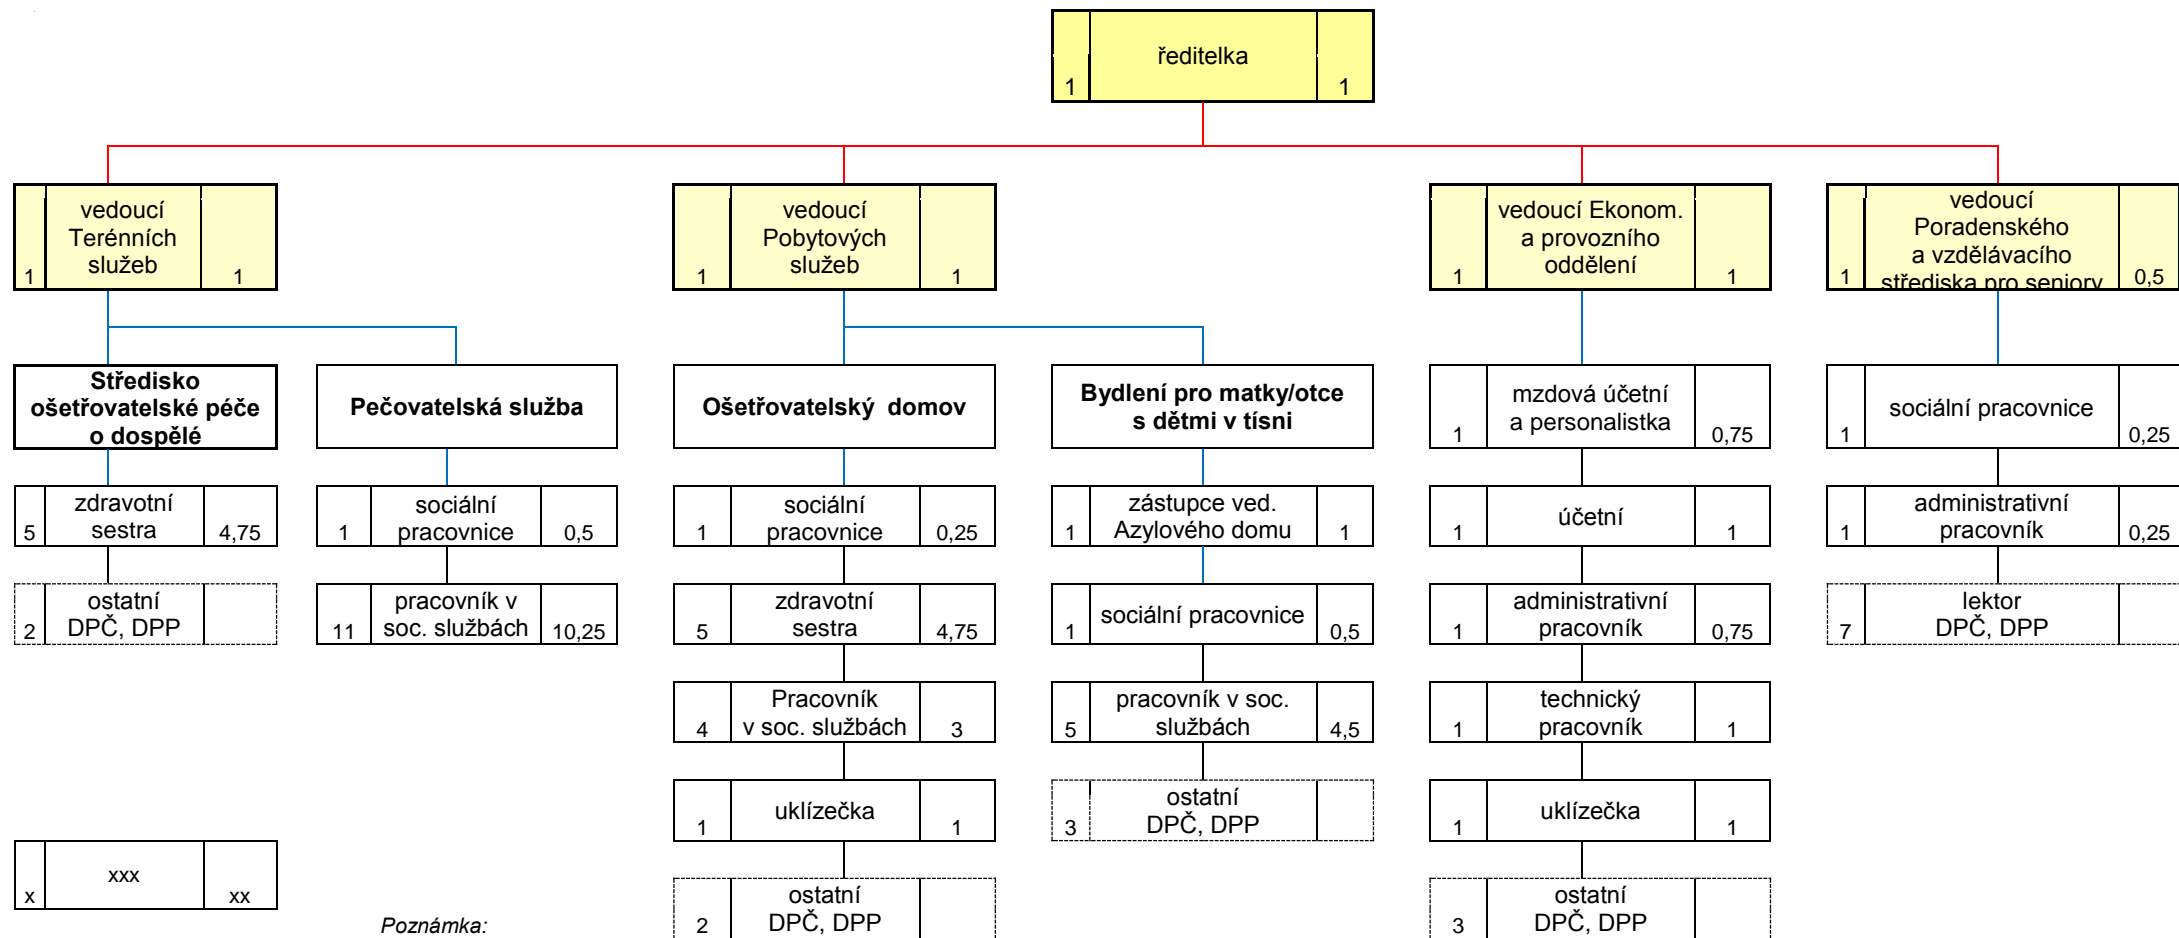 ředitelka
1 1
vedoucí
Terénních
služeb
1 1
vedoucí
Pobytových
služeb
1 1
vedoucí Ekonom.
a provozního
oddělení
1 1
vedoucí
Poradenského
a vzdělávacího
střediska pro seniory
1 0,5
Středisko
ošetřovatelské péče
o dospělé
Pečovatelská služba
Ošetřovatelský domov
Bydlení pro matky/otce
s dětmi v tísni
mzdová účetní
a personalistka
1 0,75
sociální pracovnice
1 0,25
zdravotní
sestra
5 4,75
sociální
pracovnice
1 0,5
sociální
pracovnice
1 0,25
zástupce ved.
Azylového domu
1 1
účetní
1 1
administrativní
pracovník
1 0,25
ostatní
DPČ, DPP
2
pracovník v
soc. službách
11 10,25
zdravotní
sestra
5 4,75
sociální pracovnice
1 0,5
administrativní
pracovník
1 0,75
lektor
DPČ, DPP
7
Pracovník
v soc. službách
4 3
pracovník v soc.
službách
5 4,5
technický
pracovník
1 1
uklízečka
1 1
ostatní
DPČ, DPP
3
uklízečka
1 1
xxx
x xx
Poznámka:
ostatní
DPČ, DPP
2
ostatní
DPČ, DPP
3